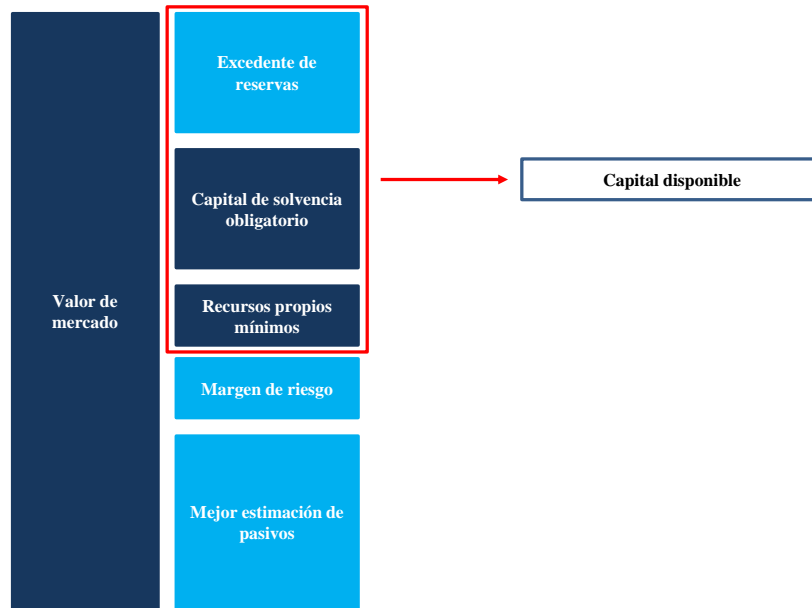 Excedente de
reservas
Capital de solvencia
obligatorio
Capital disponible
Valor de
mercado
Recursos propios
mínimos
Margen de riesgo
Mejor estimación de
pasivos